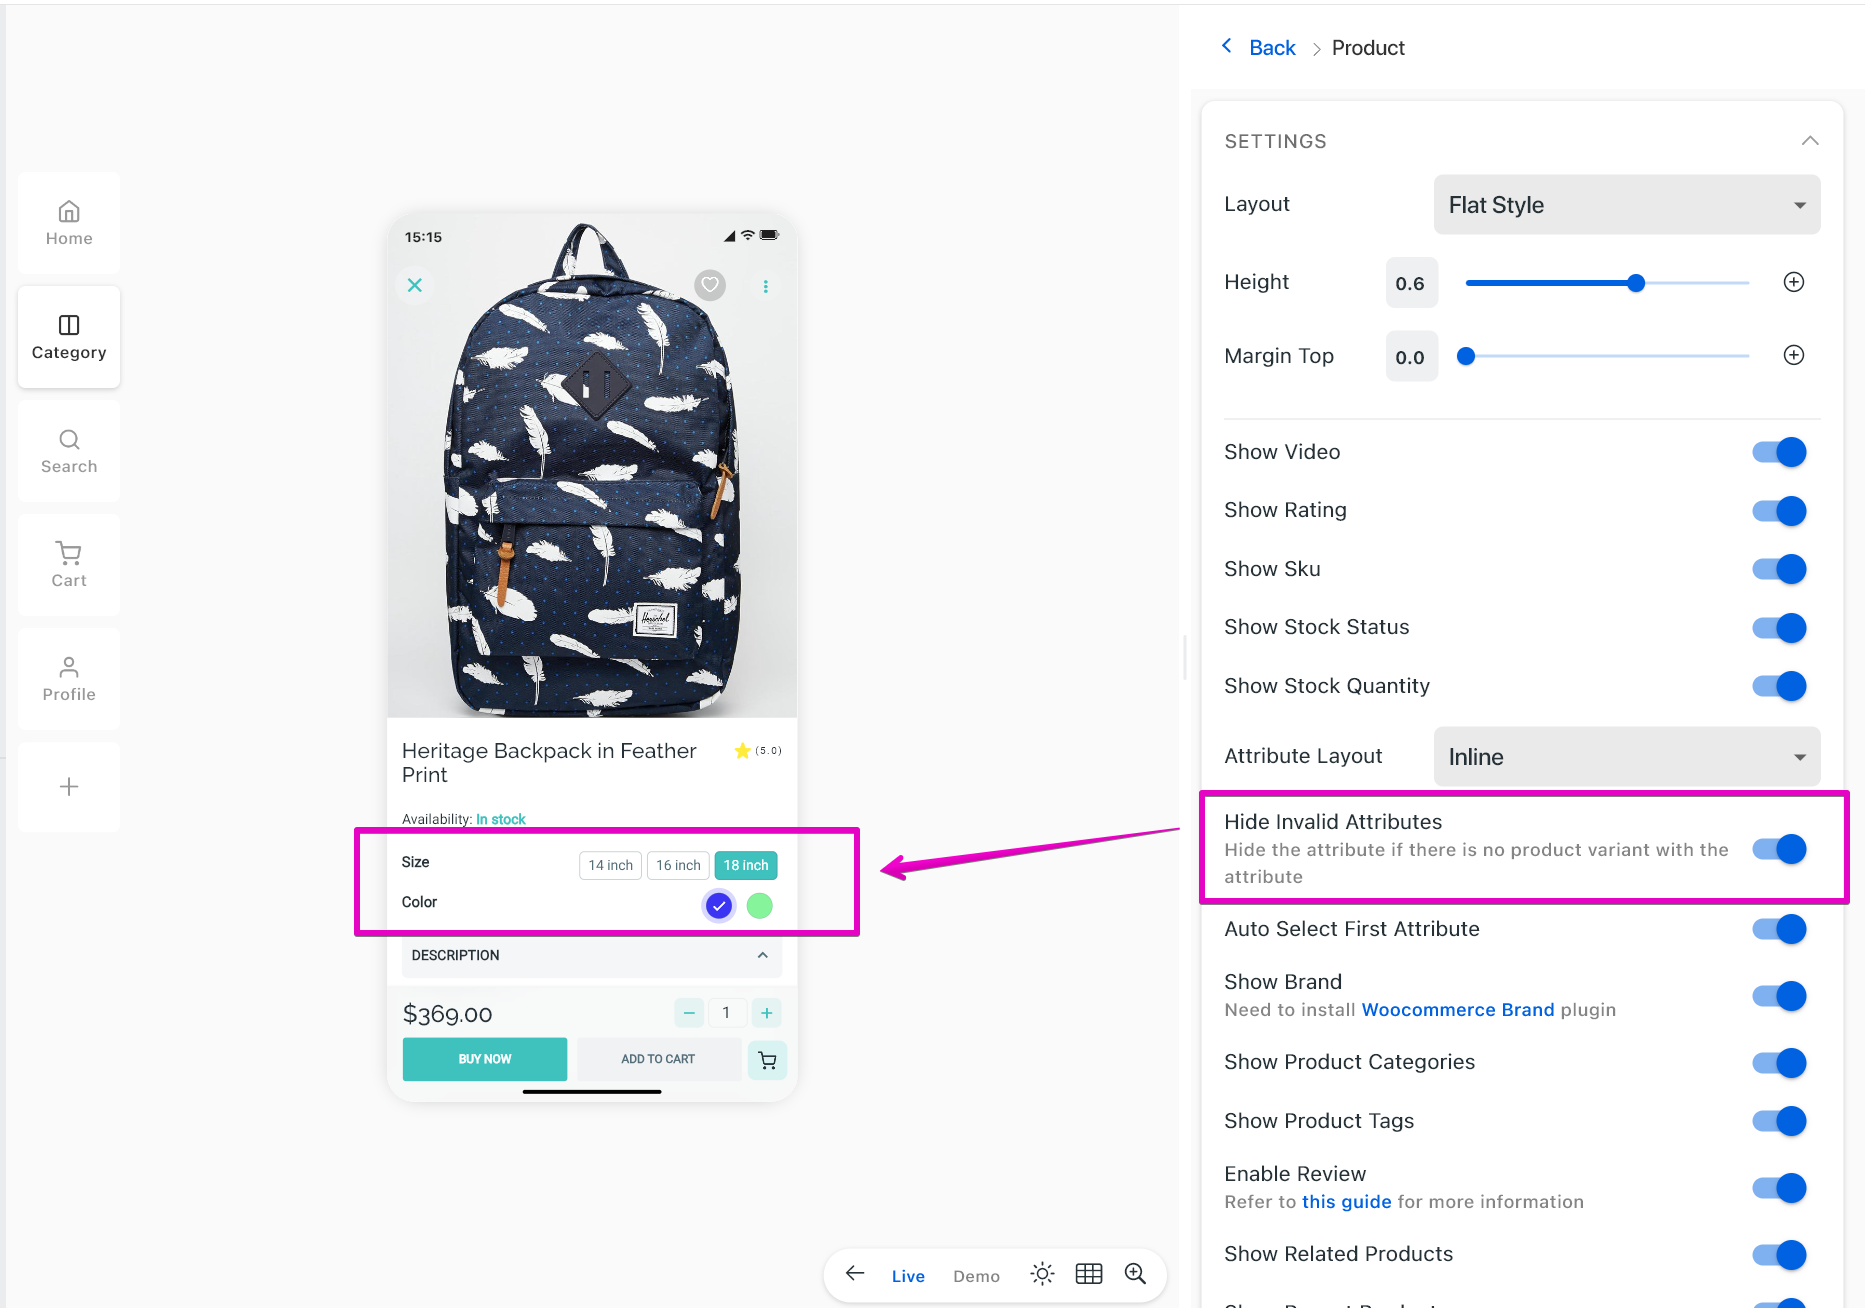 Back > Product
SETTINGS
Layout
Flat Style
Height
0.6
Margin Top
0.0
Show Video
Show Rating
Show Sku
Show Stock Status
Show Stock Quantity
Attribute Layout
Inline
Hide Invalid Attributes
Hide the attribute if there is no product variant with the
attribute
Auto Select First Attribute
Show Brand
Need to install Woocommerce Brand plugin
Show Product Categories
Show Product Tags
Enable Review
Refer to this guide for more information
Show Related Products
Home
Category
Search
Cart
Profile
15:15
Herschel
Heritage Backpack in Feather
Print
(5.0)
Availability: In stock
Size
14 inch
16 inch
18 inch
Color
DESCRIPTION
$369.00
1
BUY NOW
ADD TO CART
Live
Demo